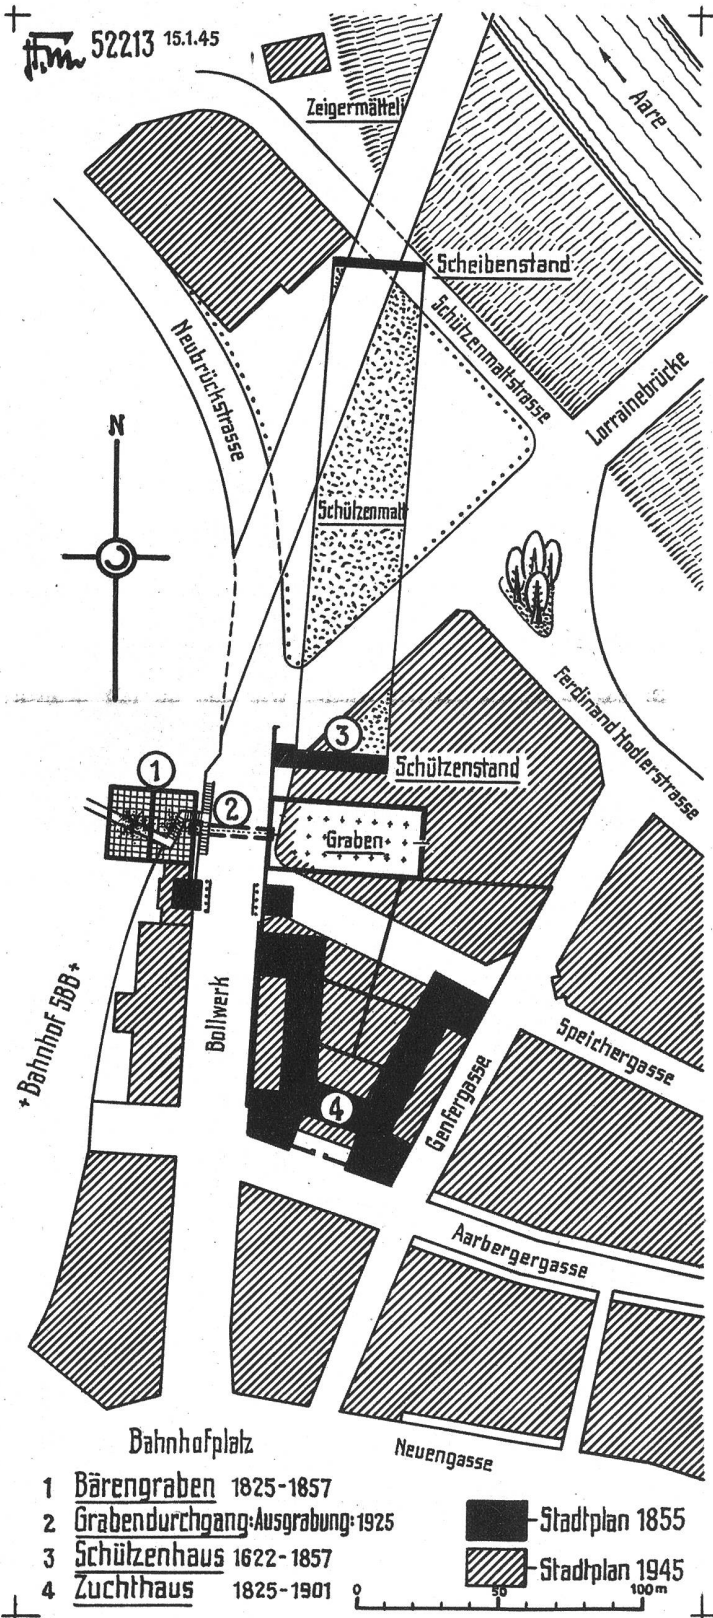 52213 15.1.45
Zeigermätteli
Aare
Scheibenstand
Schützenmattstrasse
Lorrainebrücke
Neubrückstrasse
N
Schützenmatt
Ferdinand Hodlerstrasse
3
1
Schützenstand
2
Graben
+Bahnhof SBB+
Bollwerk
Speichergasse
Genfergasse
4
Aarbergergasse
Bahnhofplatz
Neuengasse
1 Bärengraben 1825-1857
2 Grabendurchgang:Ausgrabung:1925
3 Schützenhaus 1622-1857
4 Zuchthaus 1825-1901
Stadtplan 1855
Stadtplan 1945
0 50 100m